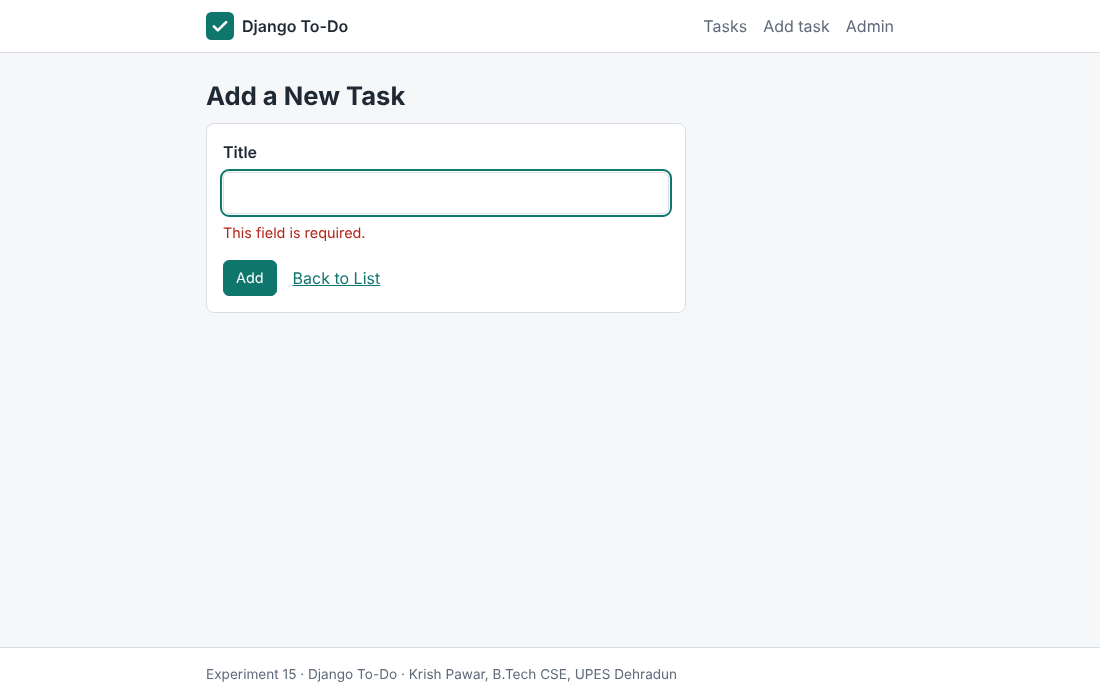 Django To-Do
Tasks Add task Admin
Add a New Task
Title
This field is required.
Add Back to List
Experiment 15 · Django To-Do · Krish Pawar, B.Tech CSE, UPES Dehradun